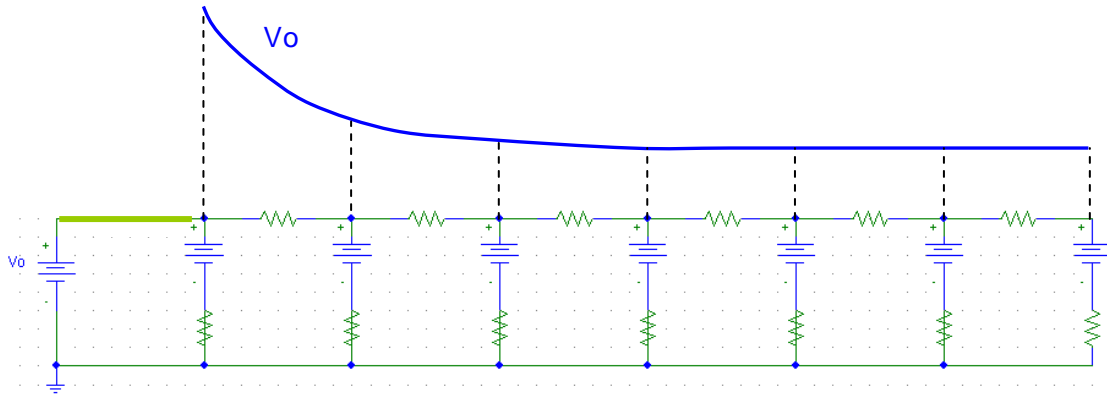 Vo
+ + + + + + +
+
Vo
- - - - - - -
-